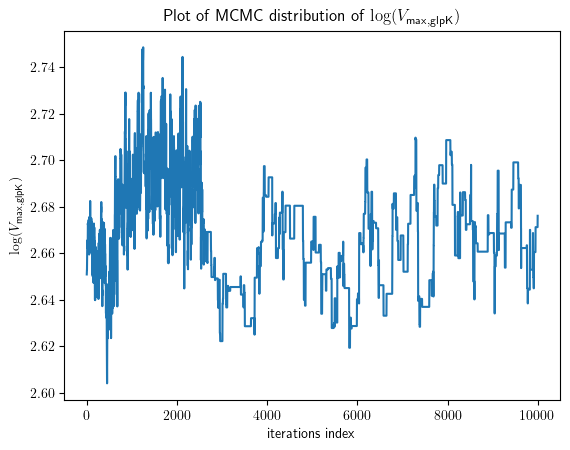 Plot of MCMC distribution of log(V_max,glpK)
log(V_max,glpK)
2.74
2.72
2.70
2.68
2.66
2.64
2.62
2.60
0 2000 4000 6000 8000 10000
iterations index